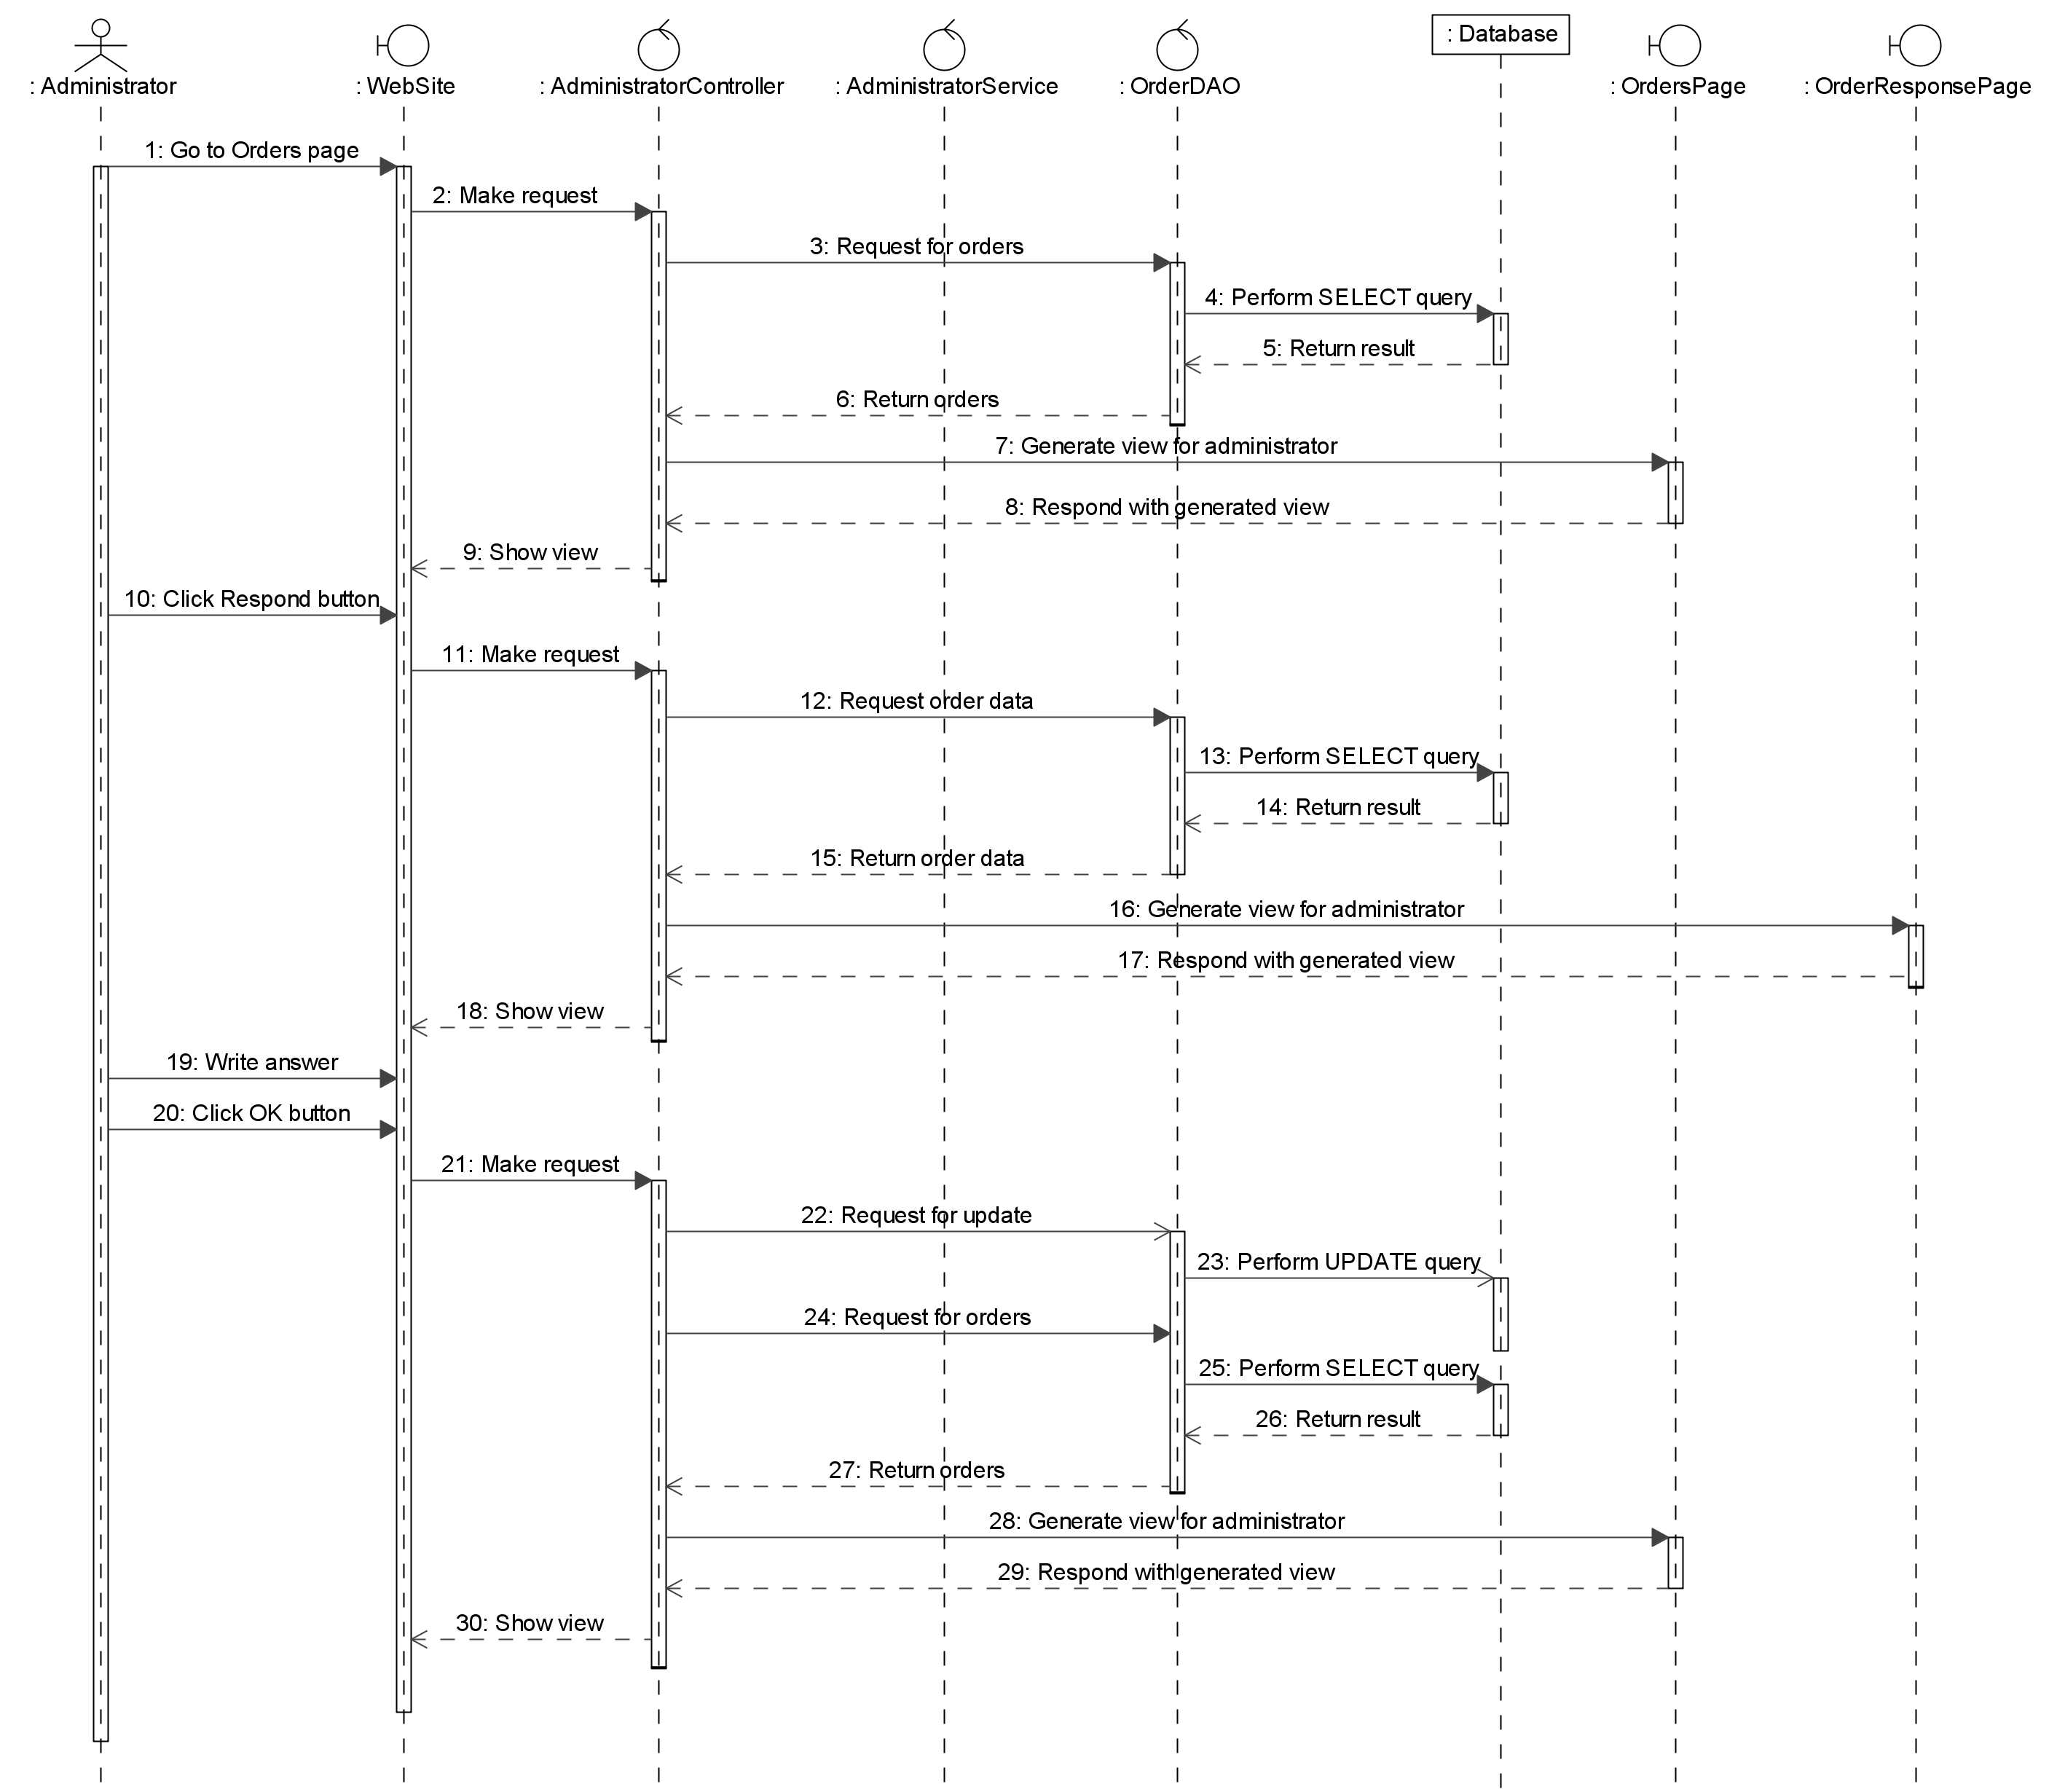 : Administrator
: WebSite
: AdministratorController
: AdministratorService
: OrderDAO
: Database
: OrdersPage
: OrderResponsePage
1: Go to Orders page
2: Make request
3: Request for orders
4: Perform SELECT query
5: Return result
6: Return orders
7: Generate view for administrator
8: Respond with generated view
9: Show view
10: Click Respond button
11: Make request
12: Request order data
13: Perform SELECT query
14: Return result
15: Return order data
16: Generate view for administrator
17: Respond with generated view
18: Show view
19: Write answer
20: Click OK button
21: Make request
22: Request for update
23: Perform UPDATE query
24: Request for orders
25: Perform SELECT query
26: Return result
27: Return orders
28: Generate view for administrator
29: Respond with generated view
30: Show view